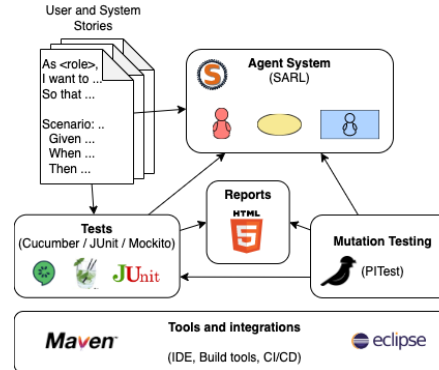 User and System
Stories
As <role>,
I want to ...
So that ...
Scenario: ..
Given ...
When ...
Then ...
S
Agent System
(SARL)
Reports
HTML
5
Tests
(Cucumber / JUnit / Mockito)
JUnit
Mutation Testing
(PITest)
Tools and integrations
Maven™
(IDE, Build tools, CI/CD)
eclipse